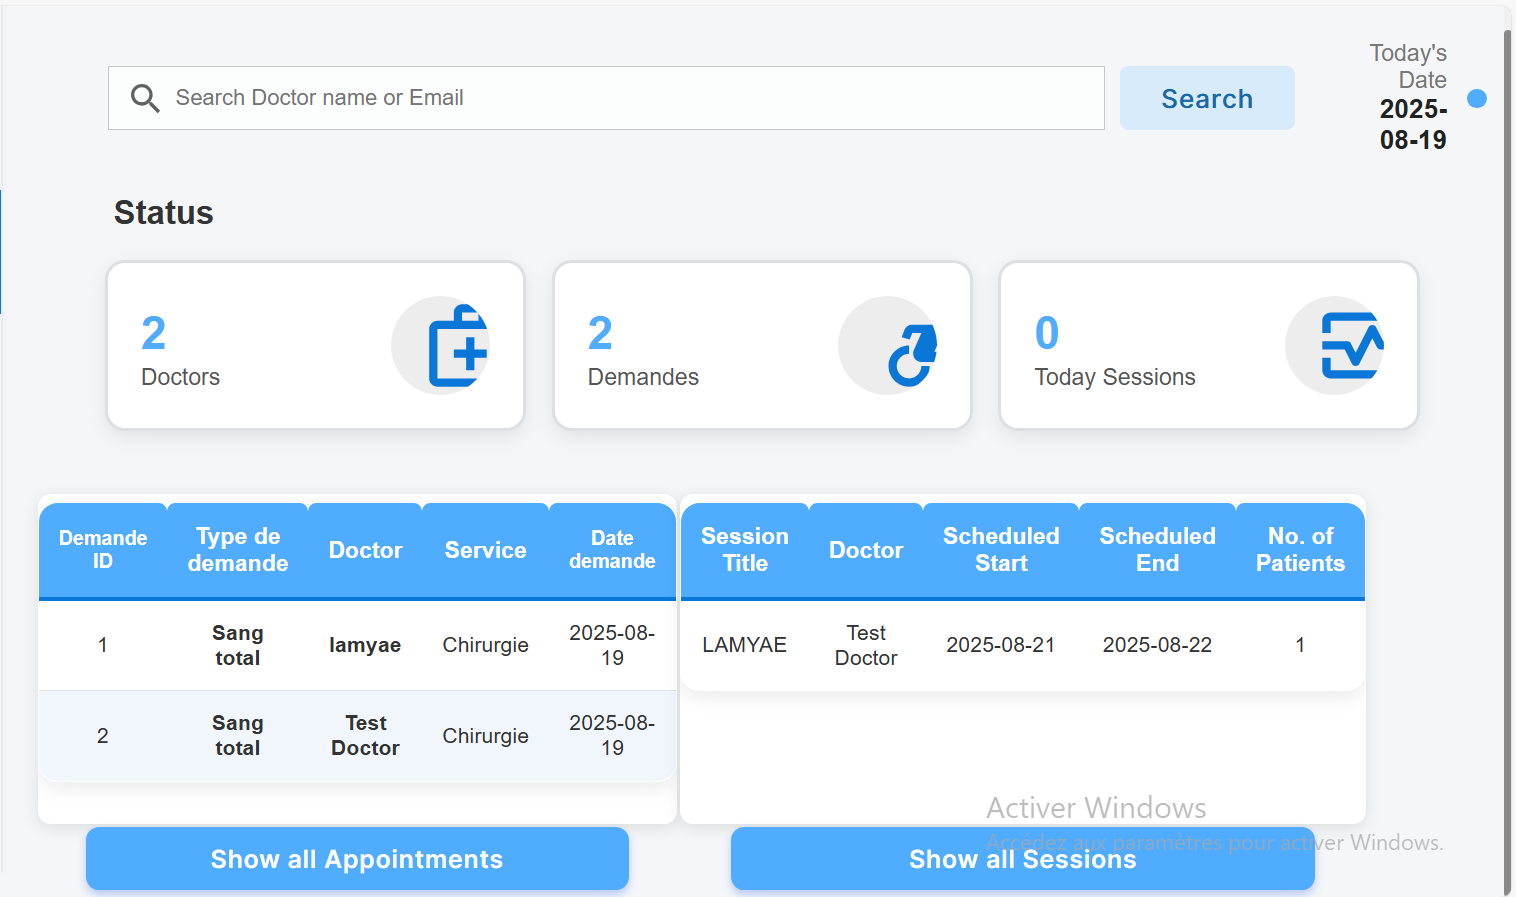 Search Doctor name or Email
Search
Today's
Date
2025-
08-19
Status
2
Doctors
2
Demandes
0
Today Sessions
Demande
ID
Type de
demande
Doctor
Service
Date
demande
1
Sang
total
lamyae
Chirurgie
2025-08-
19
2
Sang
total
Test
Doctor
Chirurgie
2025-08-
19
Session
Title
Doctor
Scheduled
Start
Scheduled
End
No. of
Patients
LAMYAE
Test
Doctor
2025-08-21
2025-08-22
1
Show all Appointments
Show all Sessions
Activer Windows
Accédez aux paramètres pour activer Windows.